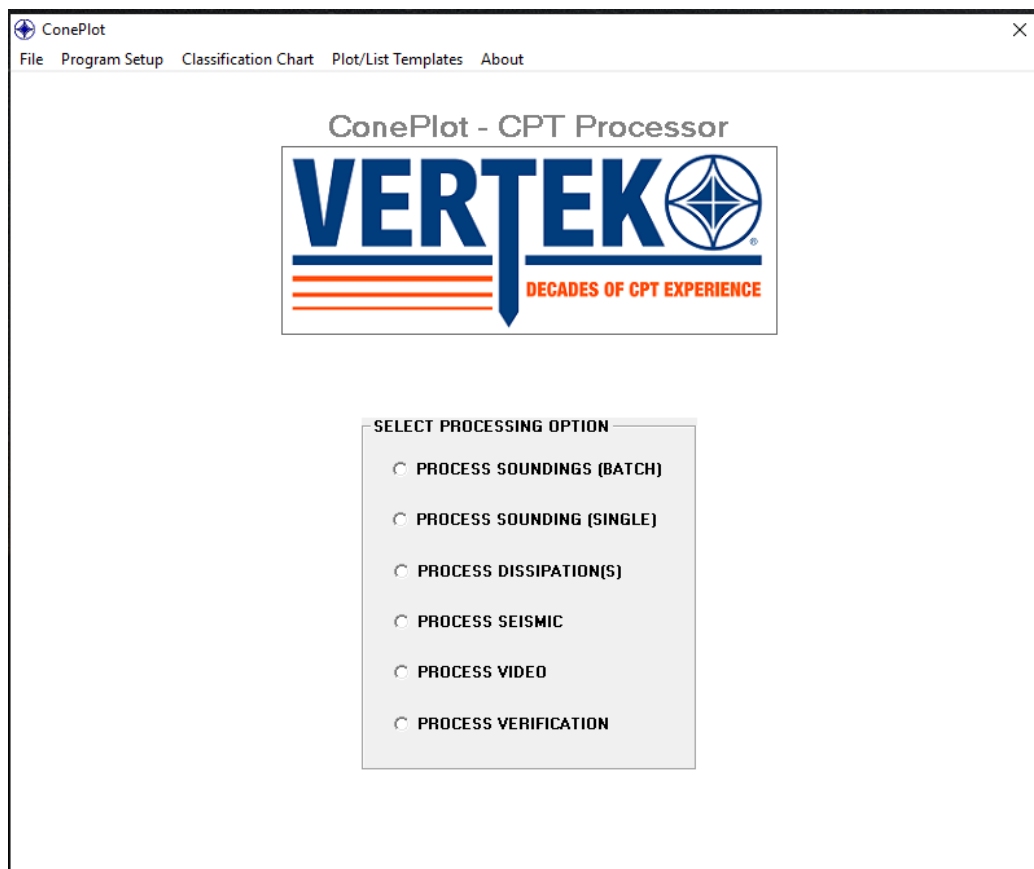 ConePlot
File Program Setup Classification Chart Plot/List Templates About
ConePlot - CPT Processor
VERTEK
®
DECADES OF CPT EXPERIENCE
SELECT PROCESSING OPTION
PROCESS SOUNDINGS (BATCH)
PROCESS SOUNDING (SINGLE)
PROCESS DISSIPATION(S)
PROCESS SEISMIC
PROCESS VIDEO
PROCESS VERIFICATION